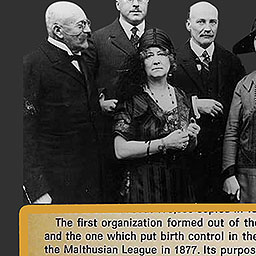 The first organization formed out of the
and the one which put birth control in the
the Malthusian League in 1877. Its purpos